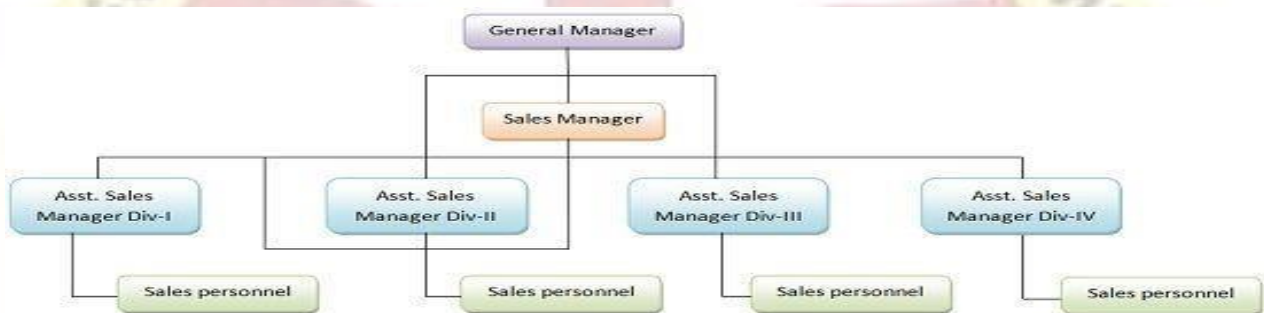 General Manager
Sales Manager
Asst. Sales
Manager Div-I
Asst. Sales
Manager Div-II
Asst. Sales
Manager Div-III
Asst. Sales
Manager Div-IV
Sales personnel
Sales personnel
Sales personnel
Sales personnel